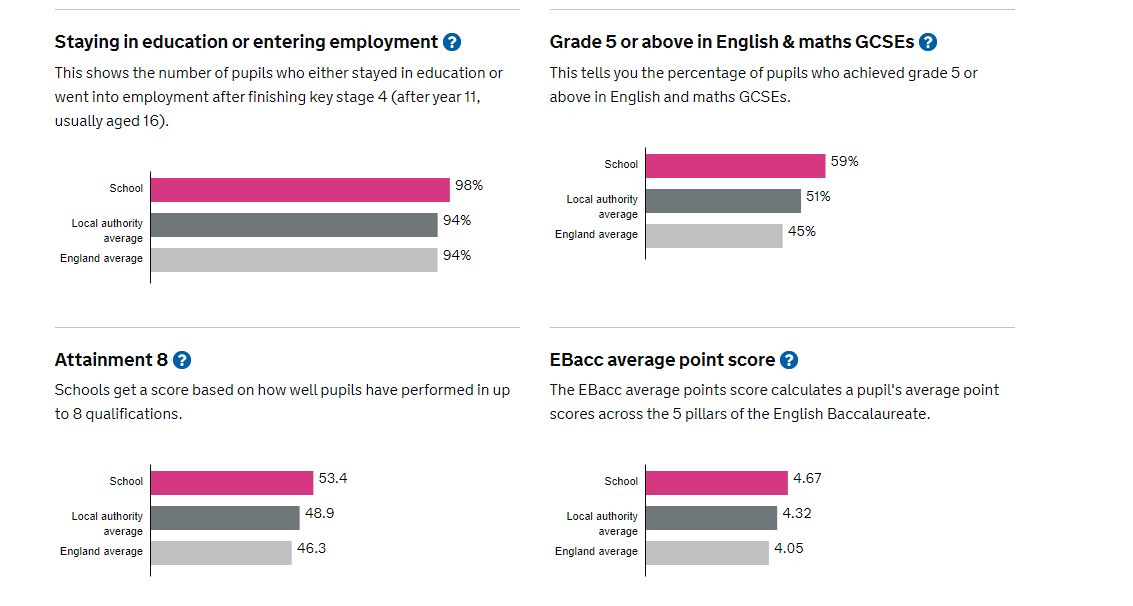 Staying in education or entering employment ?
This shows the number of pupils who either stayed in education or
went into employment after finishing key stage 4 (after year 11,
usually aged 16).
School 98%
Local authority 94%
average
England average 94%
Grade 5 or above in English & maths GCSEs ?
This tells you the percentage of pupils who achieved grade 5 or
above in English and maths GCSEs.
School 59%
Local authority 51%
average
England average 45%
Attainment 8 ?
Schools get a score based on how well pupils have performed in up
to 8 qualifications.
School 53.4
Local authority 48.9
average
England average 46.3
EBacc average point score ?
The EBacc average points score calculates a pupil's average point
scores across the 5 pillars of the English Baccalaureate.
School 4.67
Local authority 4.32
average
England average 4.05